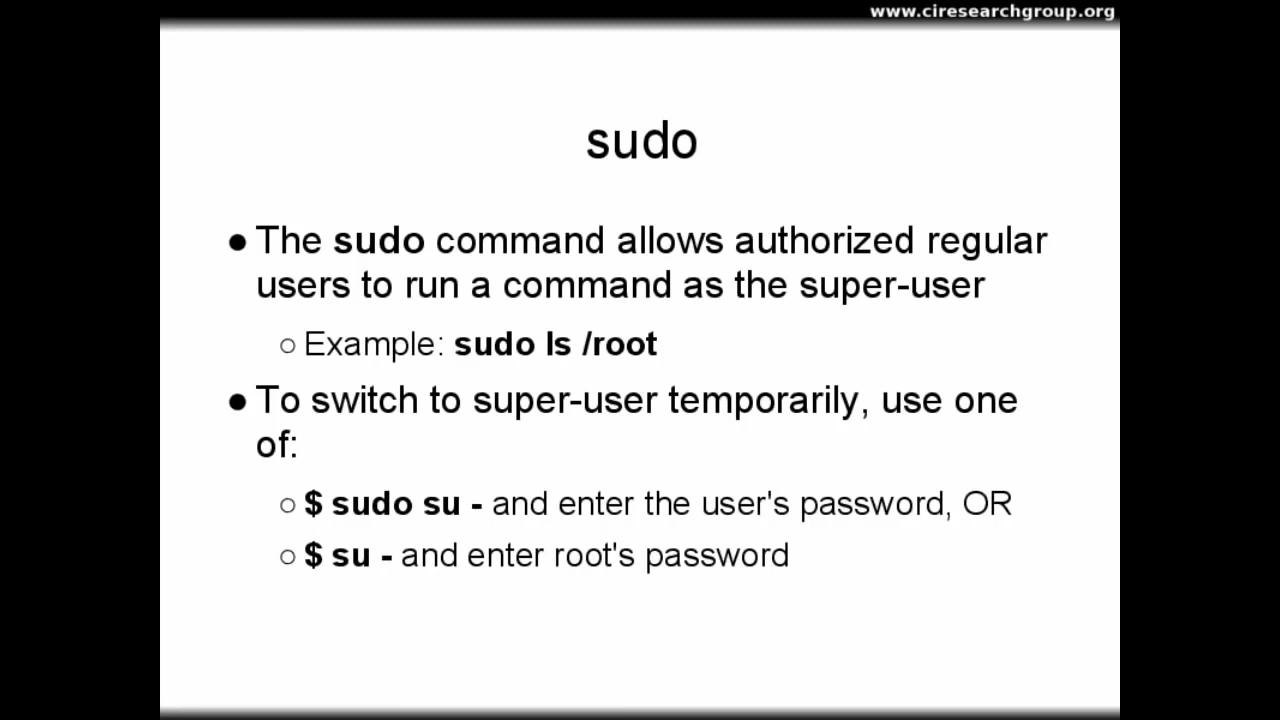 www.ciresearchgroup.org
sudo
● The sudo command allows authorized regular
users to run a command as the super-user
○ Example: sudo ls /root
● To switch to super-user temporarily, use one
of:
○ $ sudo su - and enter the user's password, OR
○ $ su - and enter root's password